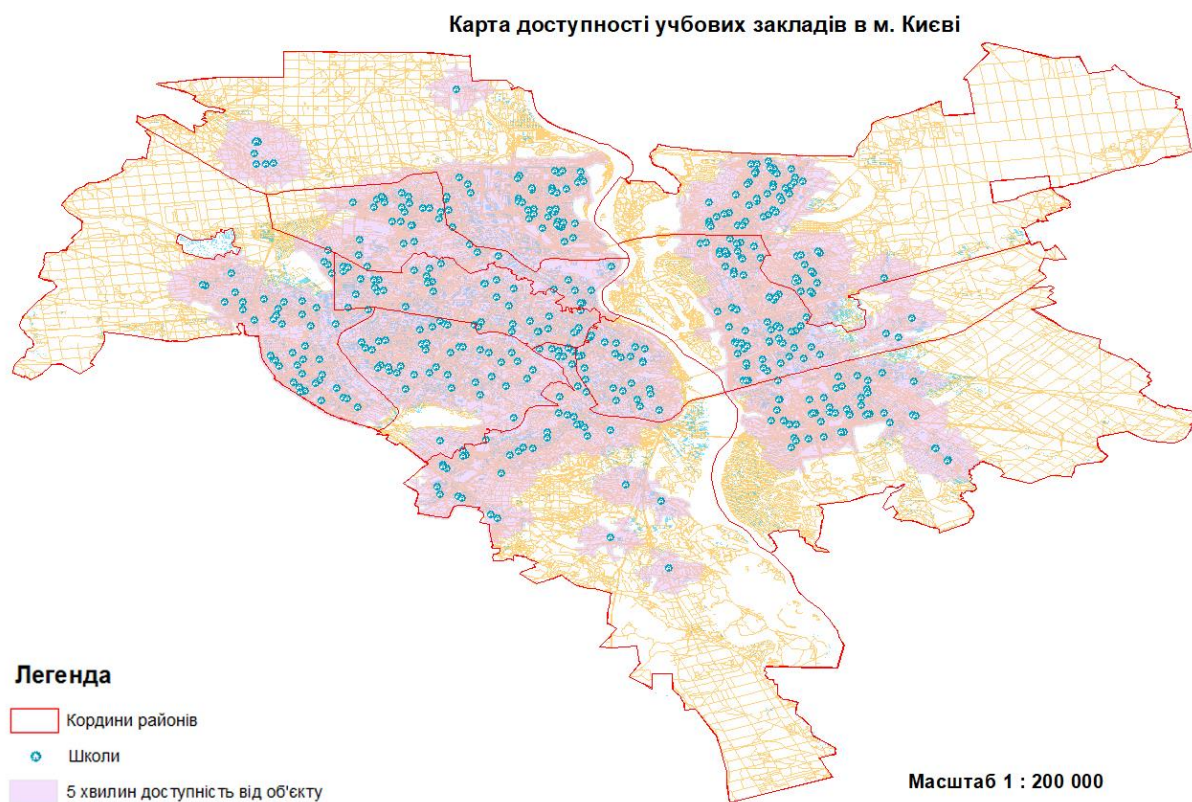 Карта доступності учбових закладів в м. Києві
Легенда
Кордини районів
Школи
5 хвилин доступність від об'єкту
Масштаб 1 : 200 000